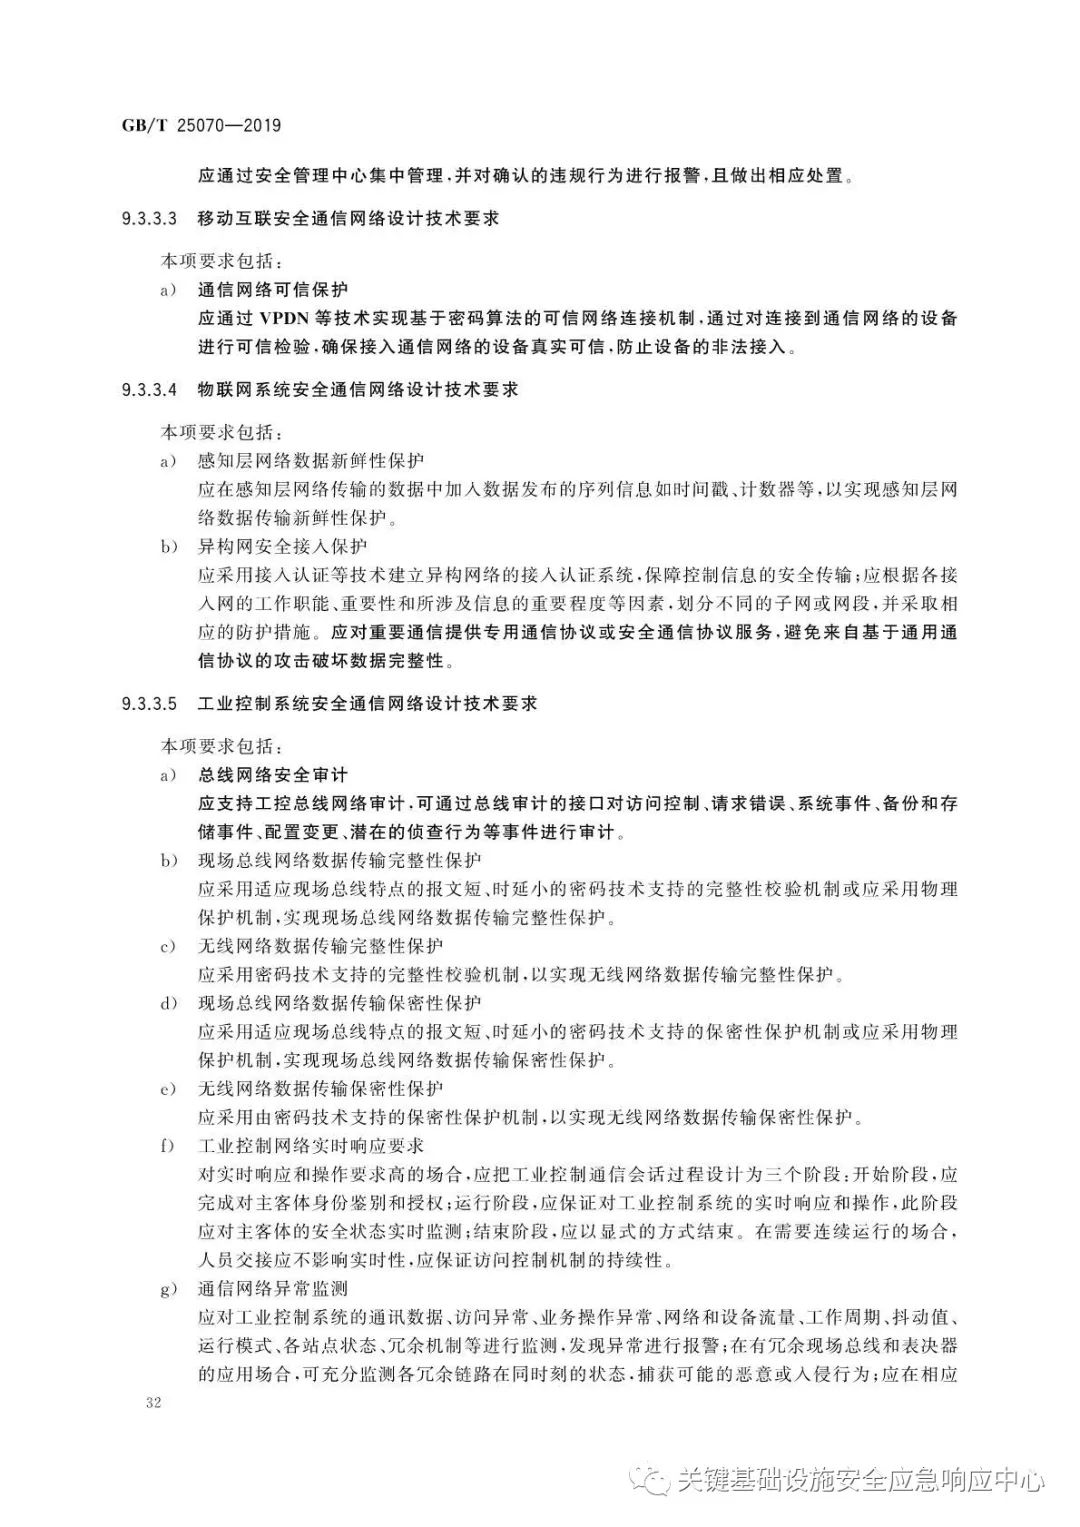 GB/T 25070—2019
应通过安全管理中心集中管理,并对确认的违规行为进行报警,且做出相应处置。
9.3.3.3 移动互联安全通信网络设计技术要求
本项要求包括:
a) 通信网络可信保护
应通过 VPDN 等技术实现基于密码算法的可信网络连接机制,通过对连接到通信网络的设备
进行可信检验,确保接入通信网络的设备真实可信,防止设备的非法接入。
9.3.3.4 物联网系统安全通信网络设计技术要求
本项要求包括:
a) 感知层网络数据新鲜性保护
应在感知层网络传输的数据中加入数据发布的序列信息如时间戳、计数器等,以实现感知层网
络数据传输新鲜性保护。
b) 异构网安全接入保护
应采用接入认证等技术建立异构网络的接入认证系统,保障控制信息的安全传输;应根据各接
入网的工作职能、重要性和所涉及信息的重要程度等因素,划分不同的子网或网段,并采取相
应的防护措施。应对重要通信提供专用通信协议或安全通信协议服务,避免来自基于通用通
信协议的攻击破坏数据完整性。
9.3.3.5 工业控制系统安全通信网络设计技术要求
本项要求包括:
a) 总线网络安全审计
应支持工控总线网络审计,可通过总线审计的接口对访问控制、请求错误、系统事件、备份和存
储事件、配置变更、潜在的侦查行为等事件进行审计。
b) 现场总线网络数据传输完整性保护
应采用适应现场总线特点的报文短、时延小的密码技术支持的完整性校验机制或应采用物理
保护机制,实现现场总线网络数据传输完整性保护。
c) 无线网络数据传输完整性保护
应采用密码技术支持的完整性校验机制,以实现无线网络数据传输完整性保护。
d) 现场总线网络数据传输保密性保护
应采用适应现场总线特点的报文短、时延小的密码技术支持的保密性保护机制或应采用物理
保护机制,实现现场总线网络数据传输保密性保护。
e) 无线网络数据传输保密性保护
应采用由密码技术支持的保密性保护机制,以实现无线网络数据传输保密性保护。
f) 工业控制网络实时响应要求
对实时响应和操作要求高的场合,应把工业控制通信会话过程设计为三个阶段:开始阶段,应
完成对主客体身份鉴别和授权;运行阶段,应保证对工业控制系统的实时响应和操作,此阶段
应对主客体的安全状态实时监测;结束阶段,应以显式的方式结束。在需要连续运行的场合,
人员交接应不影响实时性,应保证访问控制机制的持续性。
g) 通信网络异常监测
应对工业控制系统的通讯数据、访问异常、业务操作异常、网络和设备流量、工作周期、抖动值、
运行模式、各站点状态、冗余机制等进行监测,发现异常进行报警;在有冗余现场总线和表决器
的应用场合,可充分监测各冗余链路在同时刻的状态,捕获可能的恶意或入侵行为;应在相应
32
关键基础设施安全应急响应中心